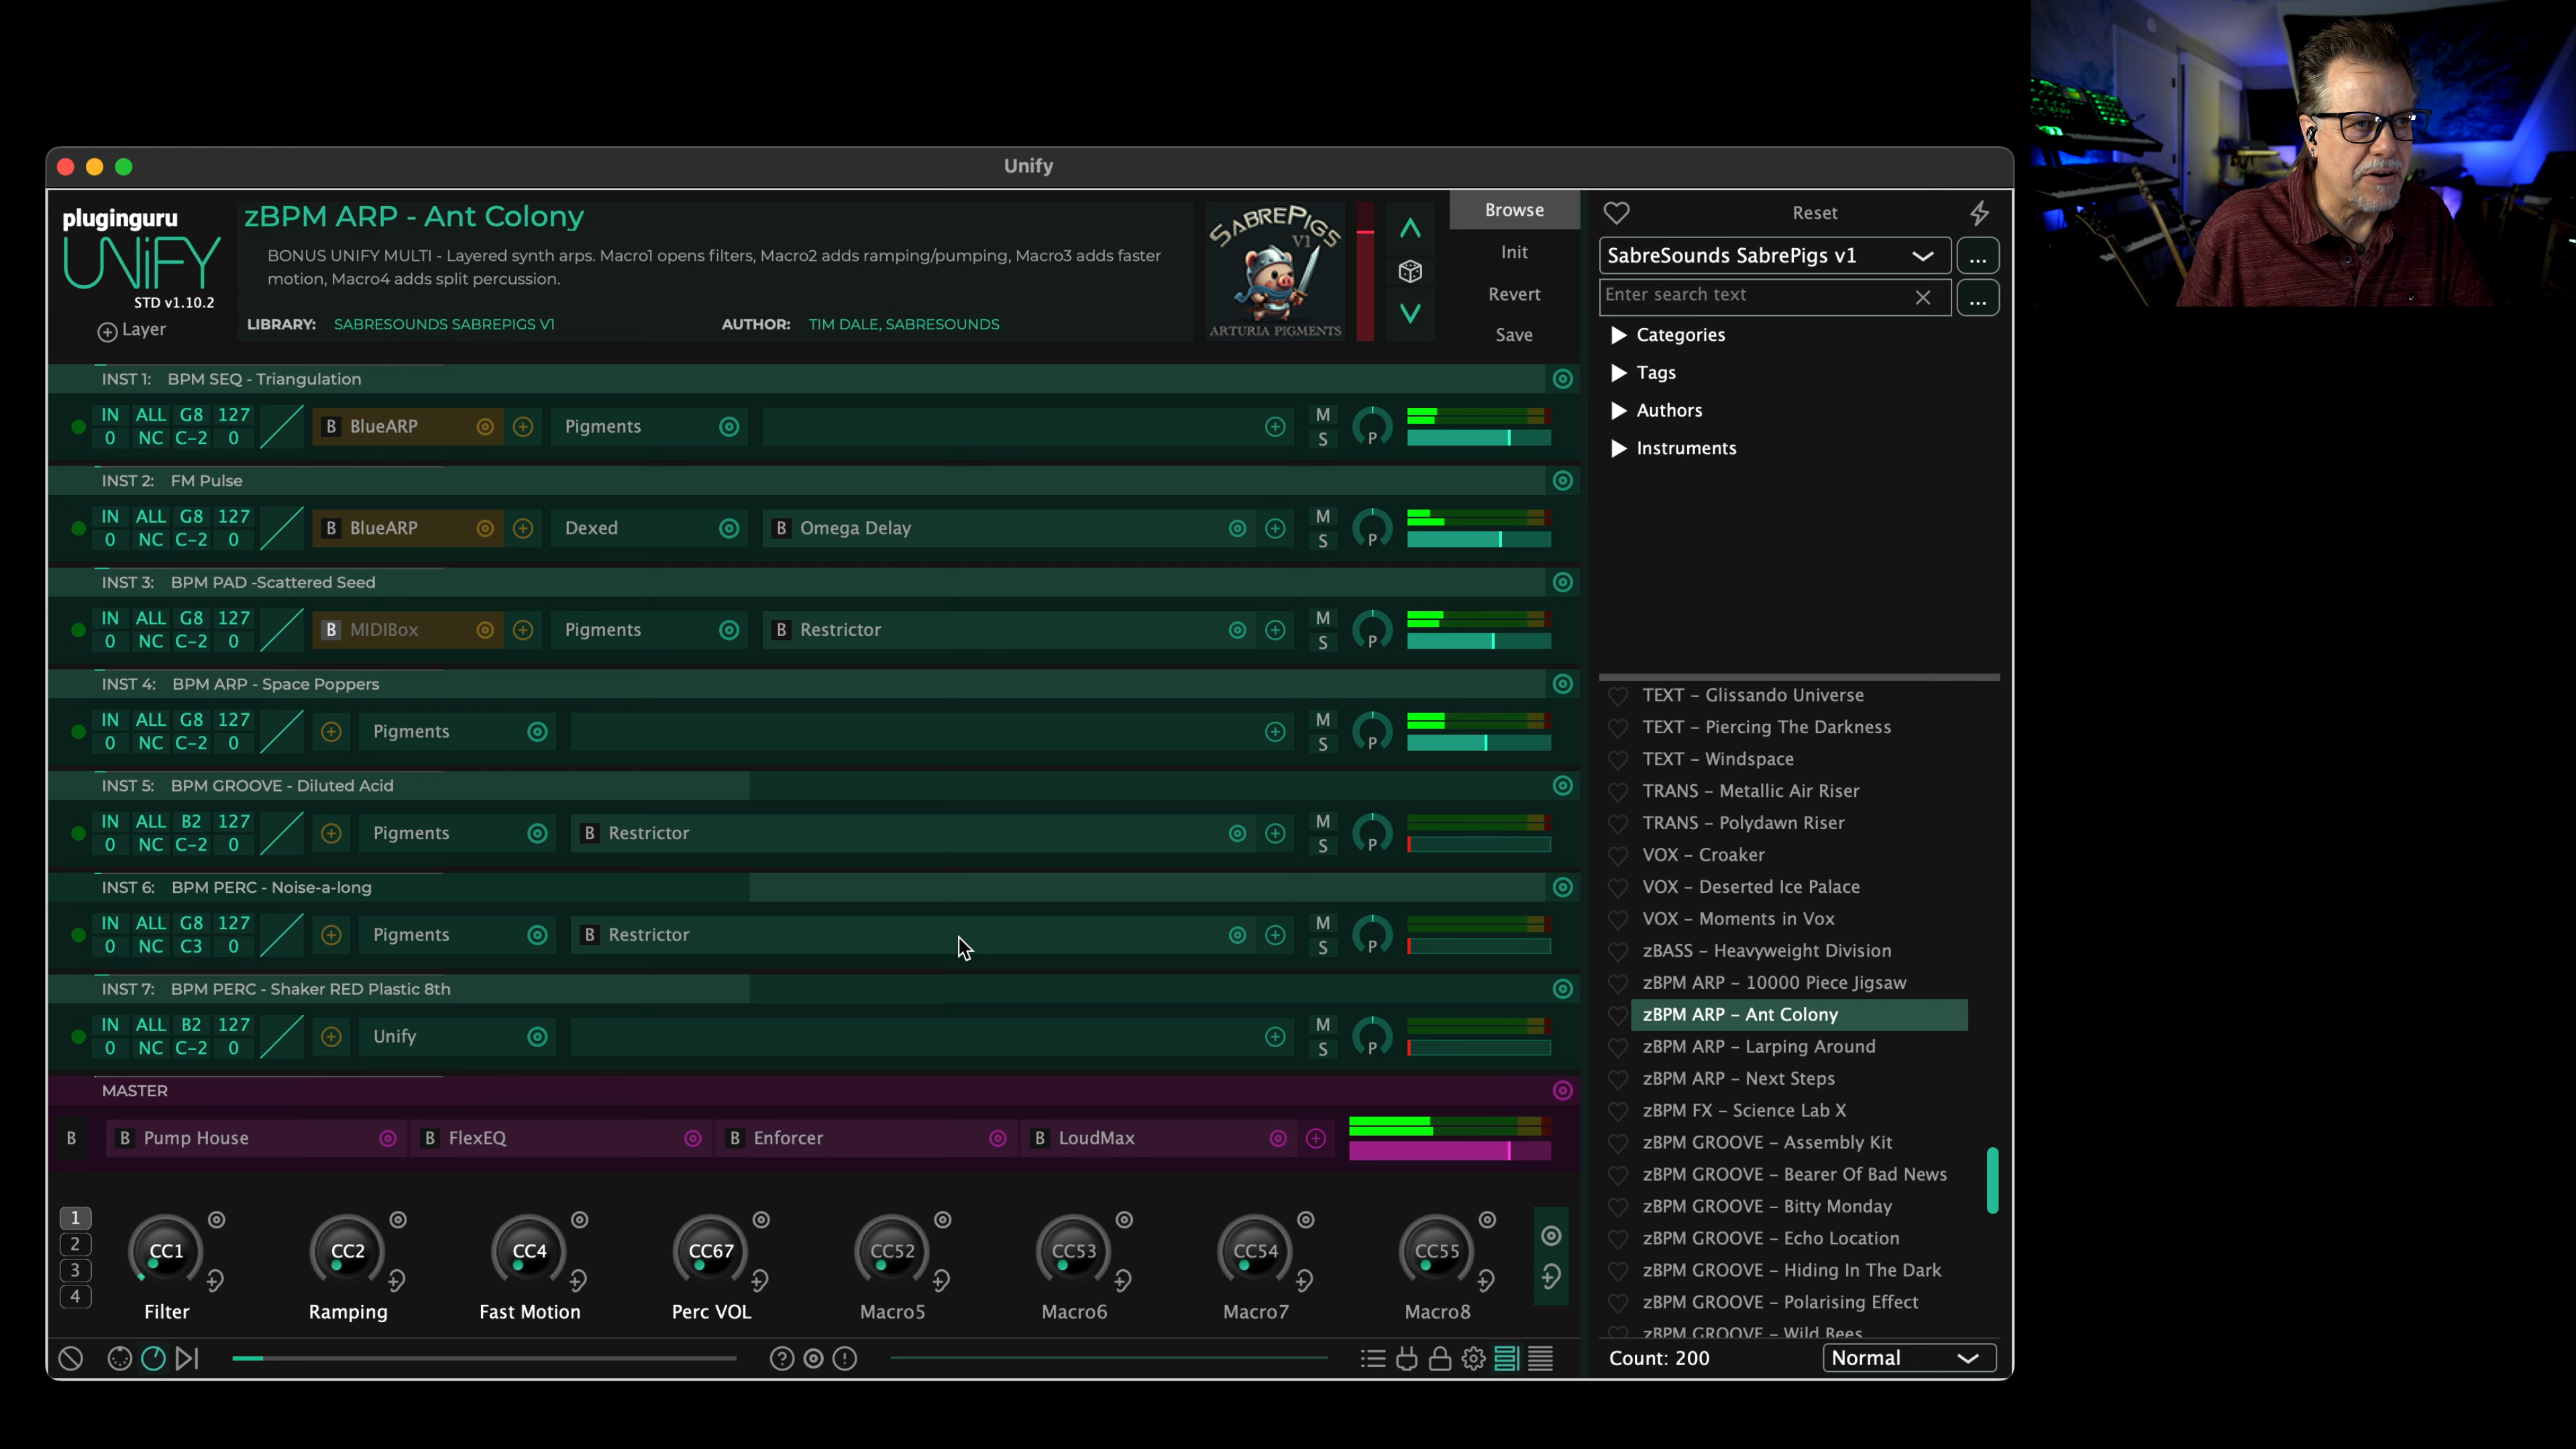 Unify
pluginguru
UNiFY
STD v1.10.2
+ Layer
zBPM ARP - Ant Colony
BONUS UNIFY MULTI - Layered synth arps. Macro1 opens filters, Macro2 adds ramping/pumping, Macro3 adds faster
motion, Macro4 adds split percussion.
LIBRARY: SABRESOUNDS SABREPIGS V1 AUTHOR: TIM DALE, SABRESOUNDS
SABREPIGS
V1
ARTURIA PIGMENTS
Browse
Init
Revert
Save
INST 1: BPM SEQ - Triangulation
IN ALL G8 127
0 NC C-2 0
B BlueARP Pigments M S P
INST 2: FM Pulse
IN ALL G8 127
0 NC C-2 0
B BlueARP Dexed B Omega Delay M S P
INST 3: BPM PAD -Scattered Seed
IN ALL G8 127
0 NC C-2 0
B MIDIBox Pigments B Restrictor M S P
INST 4: BPM ARP - Space Poppers
IN ALL G8 127
0 NC C-2 0
Pigments M S P
INST 5: BPM GROOVE - Diluted Acid
IN ALL B2 127
0 NC C-2 0
Pigments B Restrictor M S P
INST 6: BPM PERC - Noise-a-long
IN ALL G8 127
0 NC C3 0
Pigments B Restrictor M S P
INST 7: BPM PERC - Shaker RED Plastic 8th
IN ALL B2 127
0 NC C-2 0
Unify M S P
MASTER
B B Pump House B FlexEQ B Enforcer B LoudMax
1
2
3
4
CC1 CC2 CC4 CC67 CC52 CC53 CC54 CC55
Filter Ramping Fast Motion Perc VOL Macro5 Macro6 Macro7 Macro8
Reset
SabreSounds SabrePigs v1 ...
Enter search text ...
Categories
Tags
Authors
Instruments
TEXT - Glissando Universe
TEXT - Piercing The Darkness
TEXT - Windspace
TRANS - Metallic Air Riser
TRANS - Polydawn Riser
VOX - Croaker
VOX - Deserted Ice Palace
VOX - Moments in Vox
zBASS - Heavyweight Division
zBPM ARP - 10000 Piece Jigsaw
zBPM ARP - Ant Colony
zBPM ARP - Larping Around
zBPM ARP - Next Steps
zBPM FX - Science Lab X
zBPM GROOVE - Assembly Kit
zBPM GROOVE - Bearer Of Bad News
zBPM GROOVE - Bitty Monday
zBPM GROOVE - Echo Location
zBPM GROOVE - Hiding In The Dark
zBPM GROOVE - Polarising Effect
zBPM GROOVE - Wild Bees
Count: 200 Normal